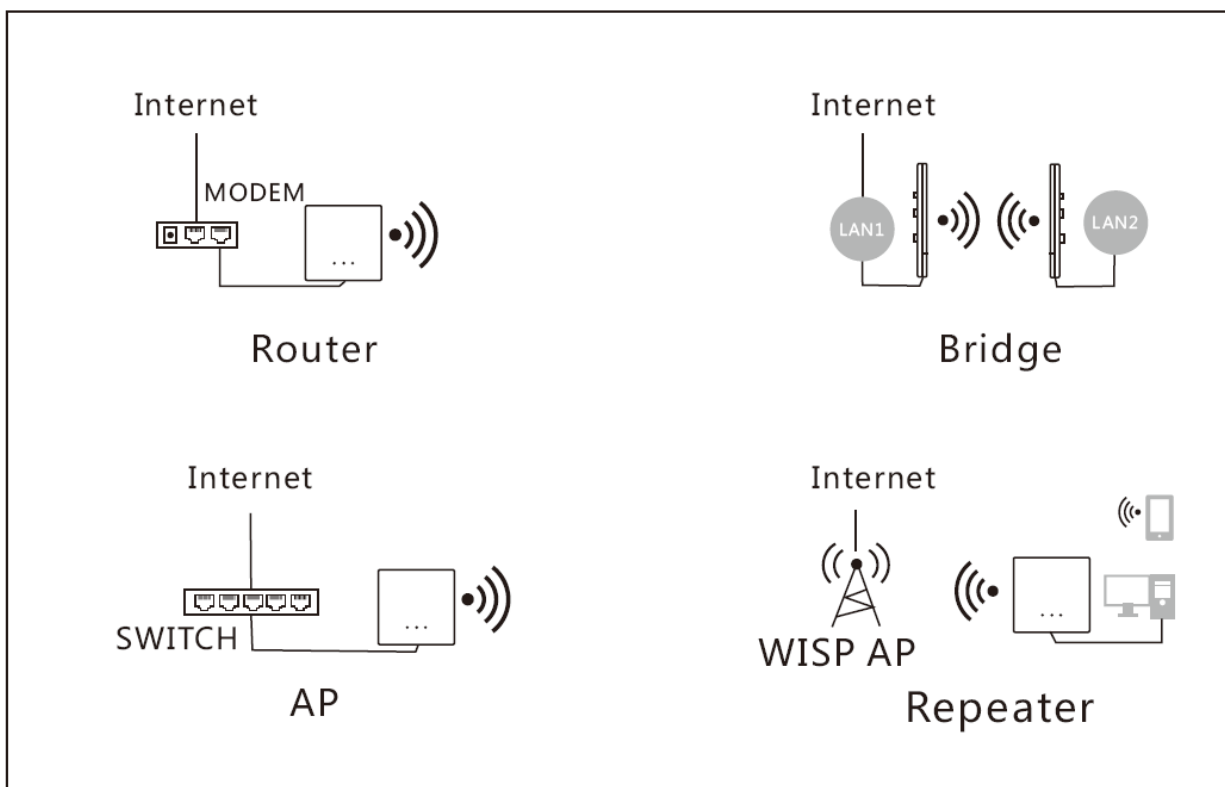 Internet
MODEM
Router
Internet
LAN1
LAN2
Bridge
Internet
SWITCH
AP
Internet
WISP AP
Repeater